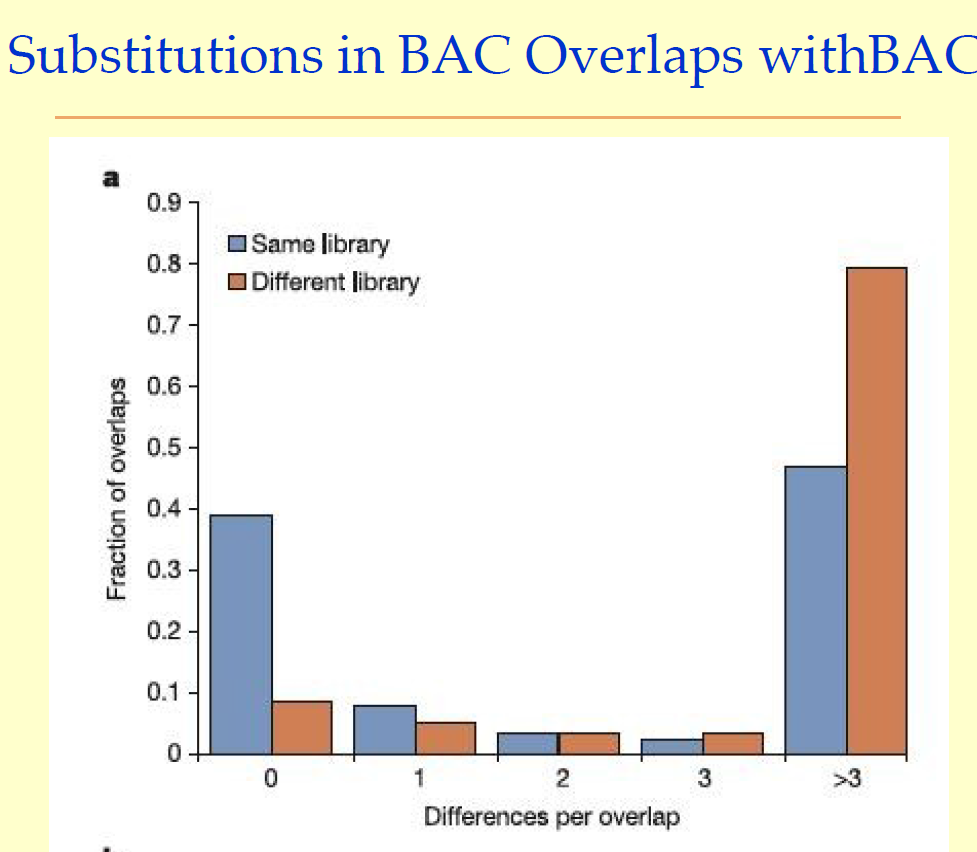 Substitutions in BAC Overlaps withBAC
a
0.9
Same library
0.8
Different library
0.7
0.6
0.5
0.4
0.3
0.2
0.1
0
Fraction of overlaps
0 1 2 3 >3
Differences per overlap